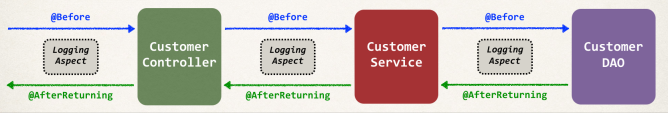 @Before
Logging
Aspect
@AfterReturning
Customer
Controller
@Before
Logging
Aspect
@AfterReturning
Customer
Service
@Before
Logging
Aspect
@AfterReturning
Customer
DAO